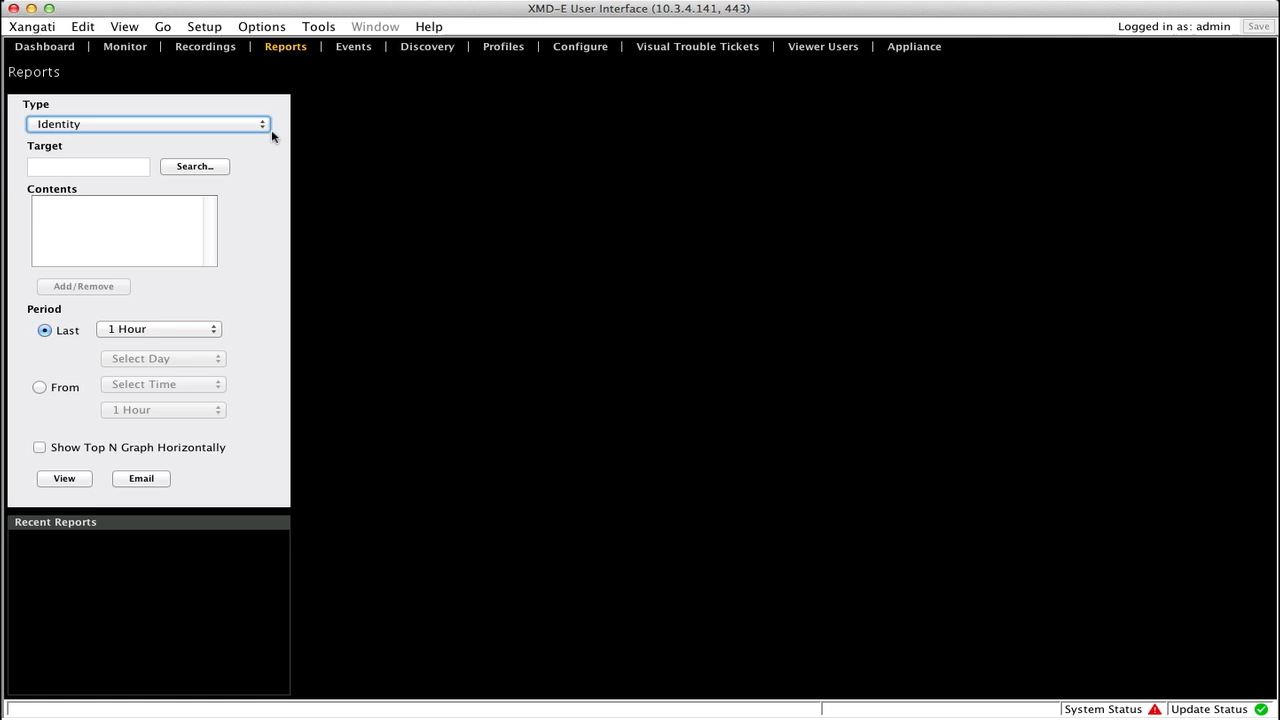 XMD-E User Interface (10.3.4.141, 443)
Xangati Edit View Go Setup Options Tools Window Help Logged in as: admin Save
Dashboard | Monitor | Recordings | Reports | Events | Discovery | Profiles | Configure | Visual Trouble Tickets | Viewer Users | Appliance
Reports
Type
Identity
Target
Search...
Contents
Add/Remove
Period
Last 1 Hour
Select Day
From Select Time
1 Hour
Show Top N Graph Horizontally
View Email
Recent Reports
System Status Update Status